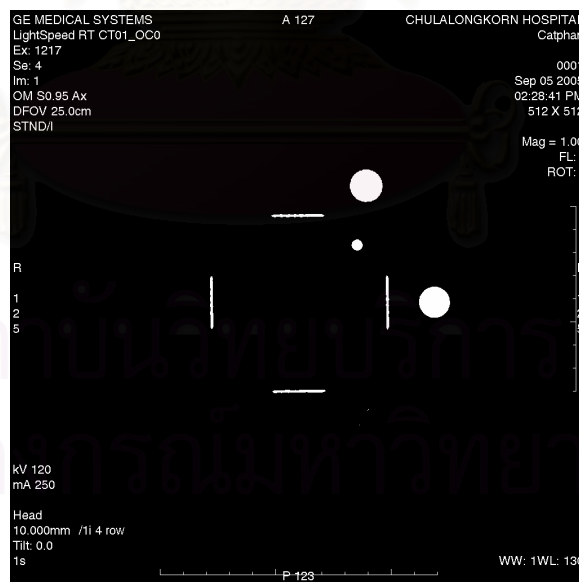 GE MEDICAL SYSTEMS
A 127
CHULALONGKORN HOSPITAL
LightSpeed RT CT01_OC0
Catphan
Ex: 1217
Se: 4
0001
Im: 1
Sep 05 2005
OM S0.95 Ax
02:28:41 PM
DFOV 25.0cm
512 X 512
STND/I
Mag = 1.00
FL:
ROT:
R
1
2
5
kV 120
mA 250
Head
10.000mm /1i 4 row
Tilt: 0.0
1s
P 123
WW: 1WL: 130